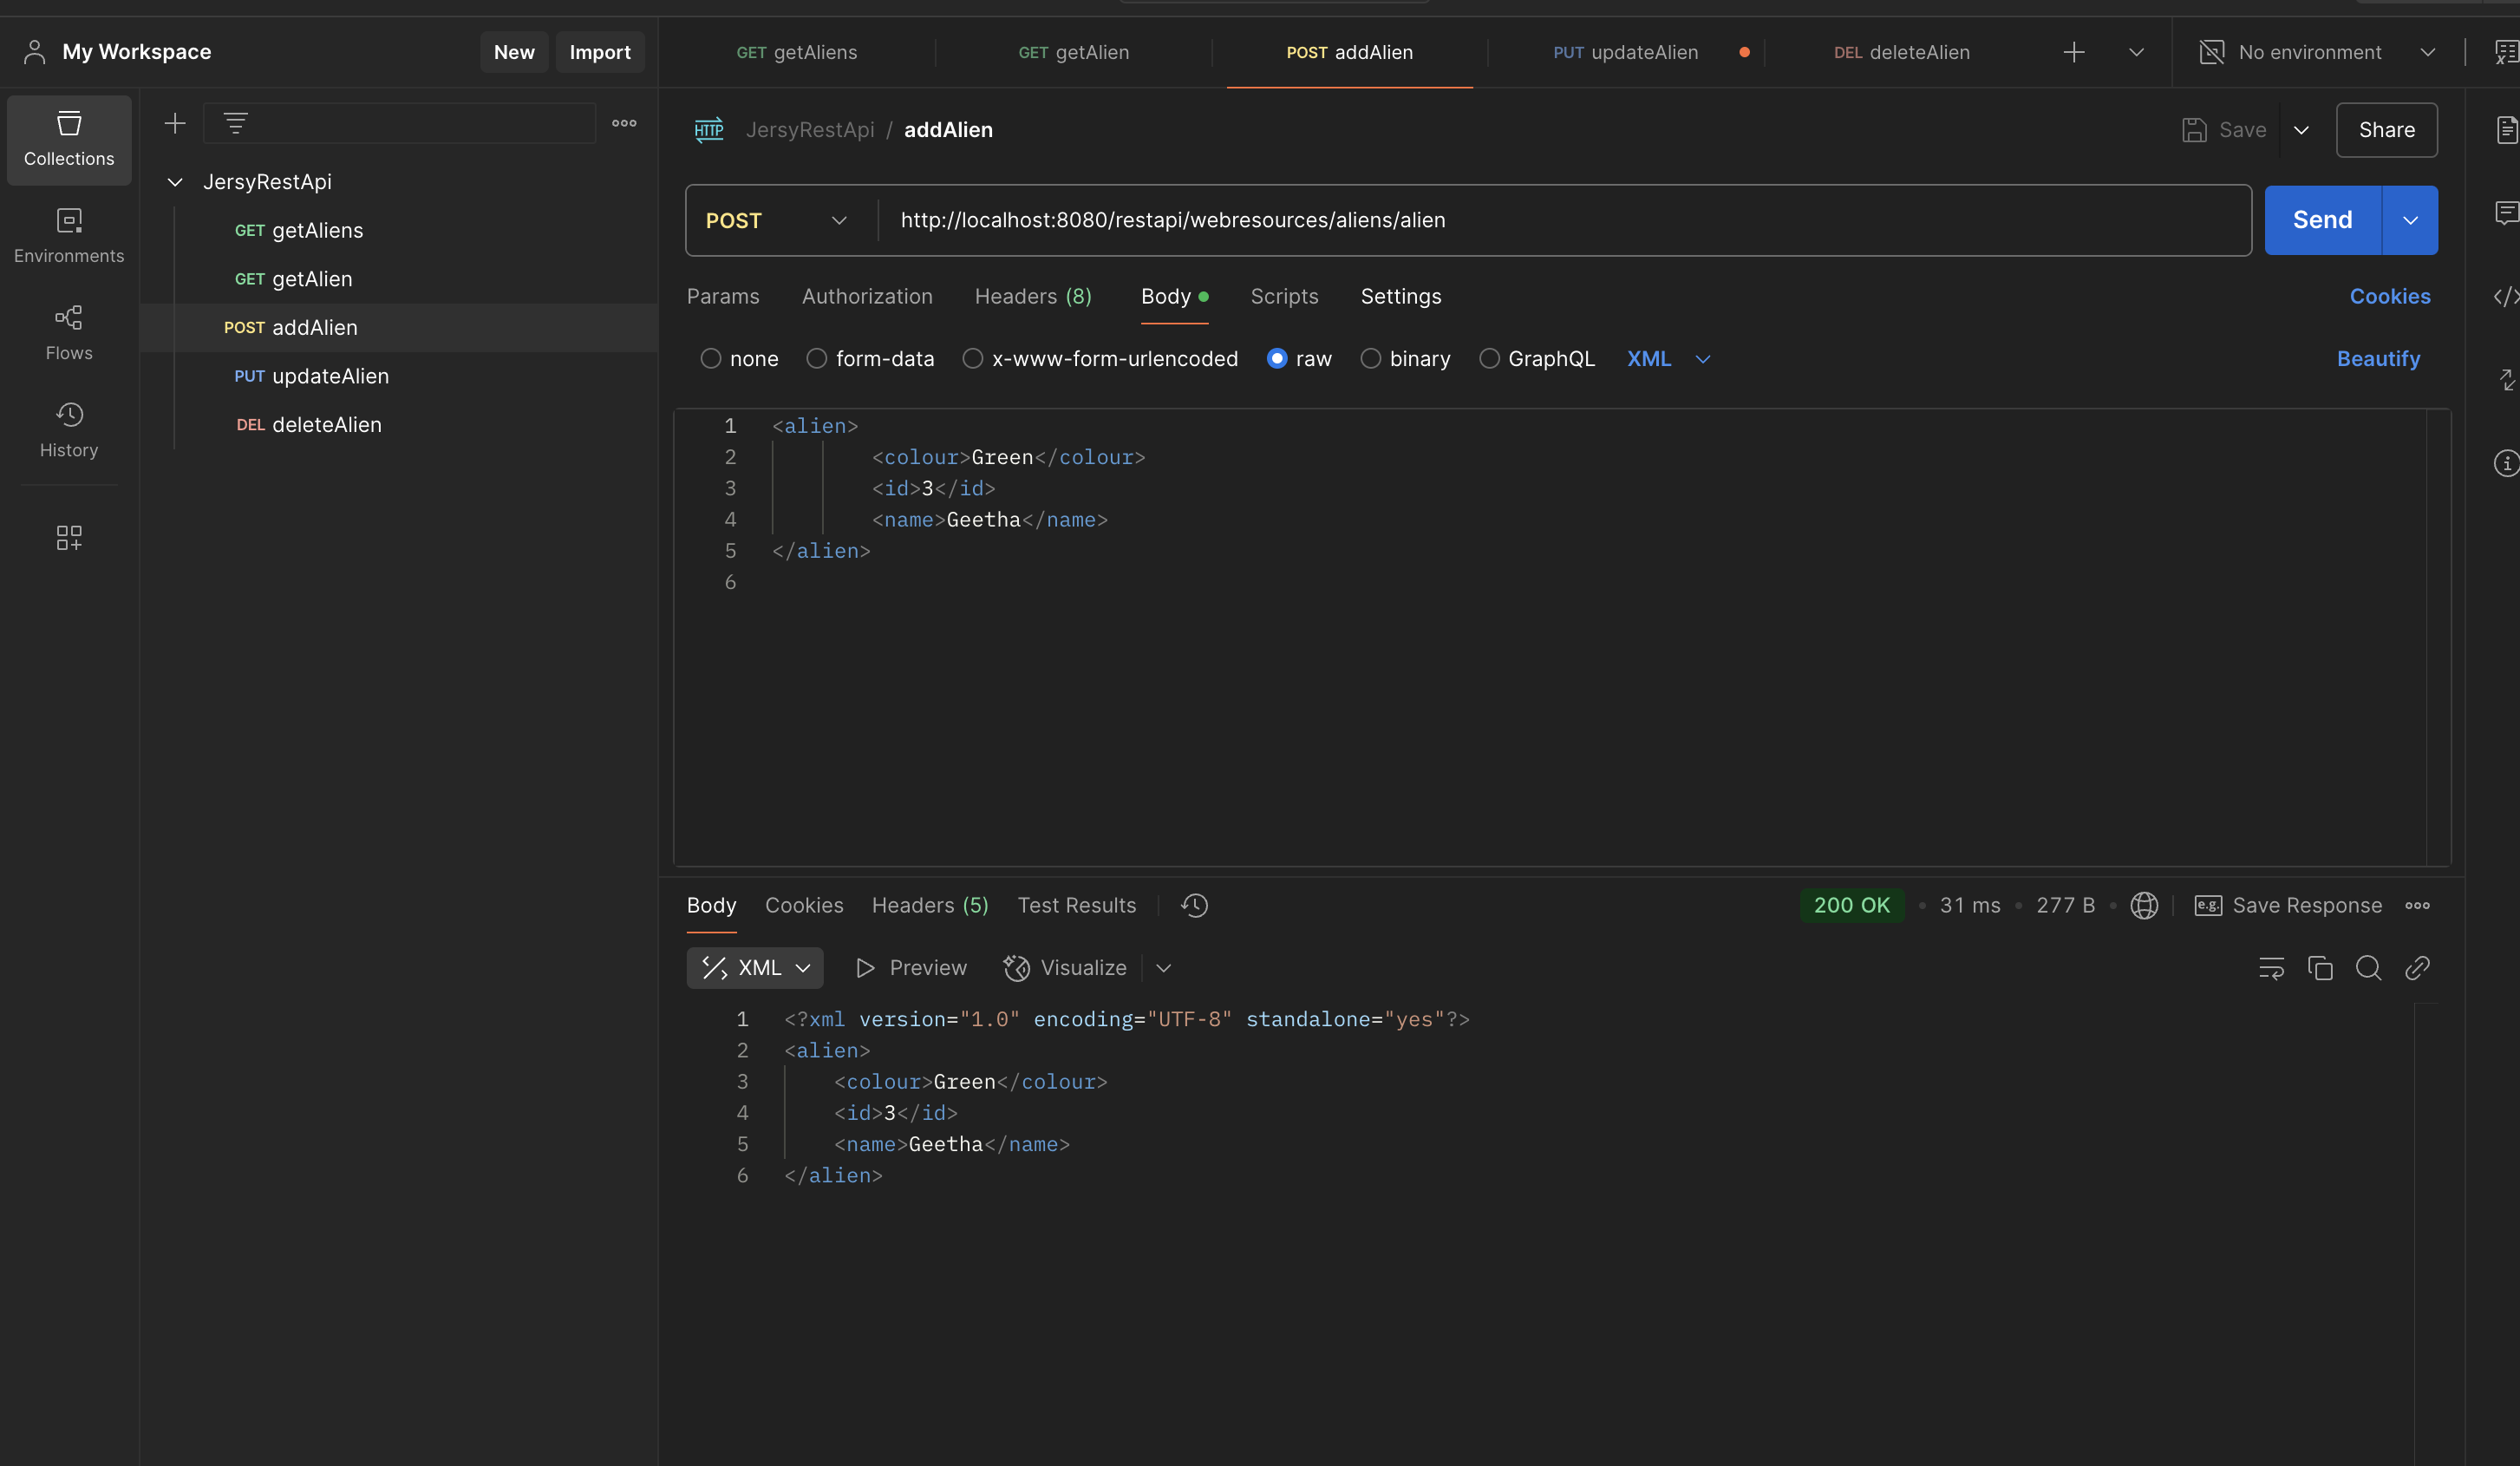 My Workspace
New
Import
GET getAliens
GET getAlien
POST addAlien
PUT updateAlien
DEL deleteAlien
No environment
Collections
Environments
Flows
History
JersyRestApi
GET getAliens
GET getAlien
POST addAlien
PUT updateAlien
DEL deleteAlien
HTTP JersyRestApi / addAlien
Save
Share
POST
http://localhost:8080/restapi/webresources/aliens/alien
Send
Params
Authorization
Headers (8)
Body
Scripts
Settings
Cookies
none
form-data
x-www-form-urlencoded
raw
binary
GraphQL
XML
Beautify
1 <alien>
2 <colour>Green</colour>
3 <id>3</id>
4 <name>Geetha</name>
5 </alien>
6
Body
Cookies
Headers (5)
Test Results
200 OK
31 ms
277 B
e.g. Save Response
XML
Preview
Visualize
1 <?xml version="1.0" encoding="UTF-8" standalone="yes"?>
2 <alien>
3 <colour>Green</colour>
4 <id>3</id>
5 <name>Geetha</name>
6 </alien>